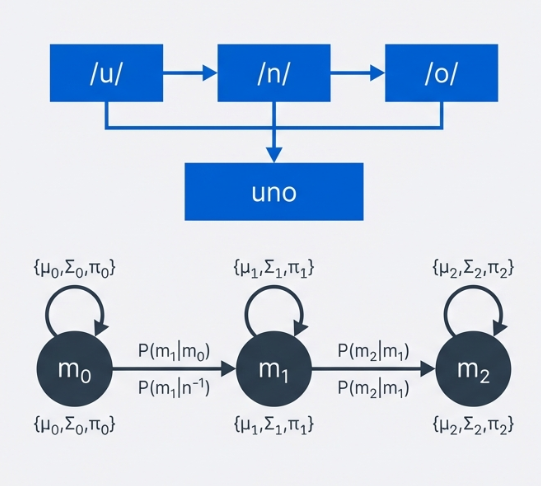 /u/ /n/ /o/
uno
{μ₀,Σ₀,π₀} {μ₁,Σ₁,π₁} {μ₂,Σ₂,π₂}
P(m₁|m₀) P(m₂|m₁)
m₀ m₁ m₂
P(m₁|n⁻¹) P(m₂|m₁)
{μ₀,Σ₀,π₀} {μ₁,Σ₁,π₁} {μ₂,Σ₂,π₂}